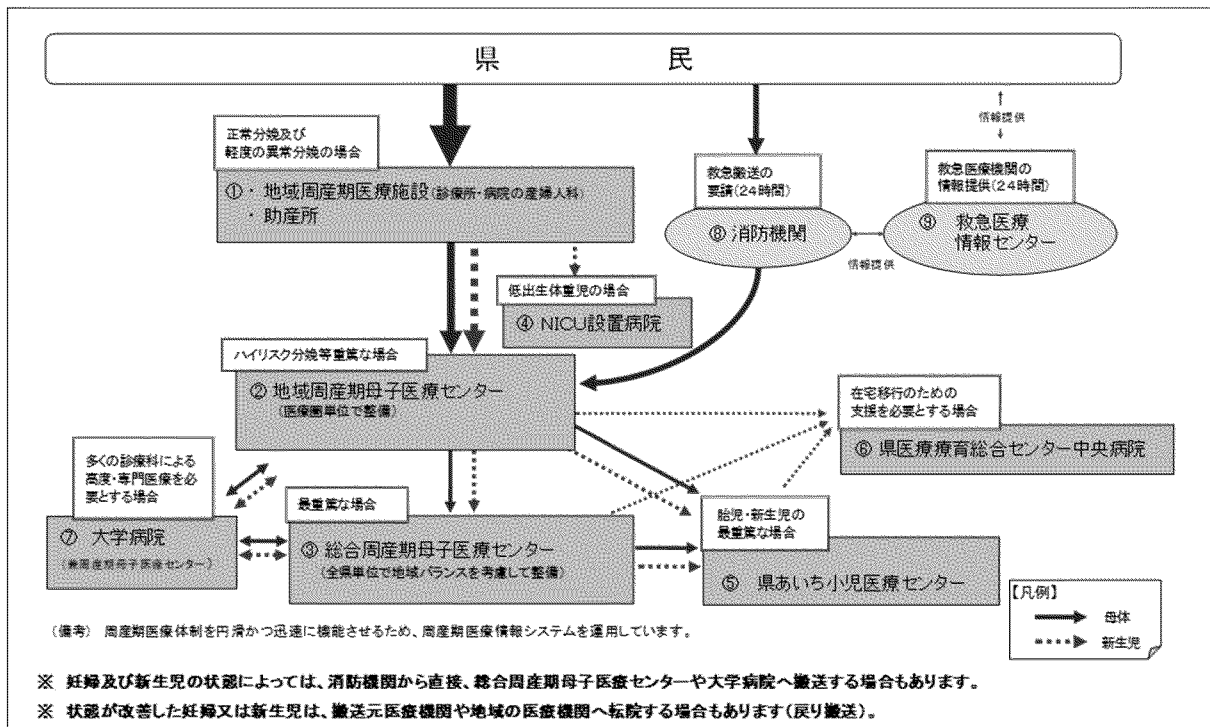 県　民
正常分娩及び
軽度の異常分娩の場合
①・地域周産期医療施設(診療所・病院の産婦人科)
・助産所
救急搬送の
要請(24時間)
⑧ 消防機関
情報提供
救急医療機関の
情報提供(24時間)
⑨ 救急医療
情報センター
情報提供
低出生体重児の場合
④ NICU設置病院
ハイリスク分娩等重篤な場合
② 地域周産期母子医療センター
(医療圏単位で整備)
在宅移行のための
支援を必要とする場合
⑥ 県医療療育総合センター中央病院
多くの診療科による
高度・専門医療を必
要とする場合
⑦ 大学病院
(兼周産期母子医療センター)
最重篤な場合
③ 総合周産期母子医療センター
(全県単位で地域バランスを考慮して整備)
胎児・新生児の
最重篤な場合
⑤ 県あいち小児医療センター
【凡例】
母体
新生児
(備考) 周産期医療体制を円滑かつ迅速に機能させるため、周産期医療情報システムを運用しています。
※ 妊婦及び新生児の状態によっては、消防機関から直接、総合周産期母子医療センターや大学病院へ搬送する場合もあります。
※ 状態が改善した妊婦又は新生児は、搬送元医療機関や地域の医療機関へ転院する場合もあります(戻り搬送)。